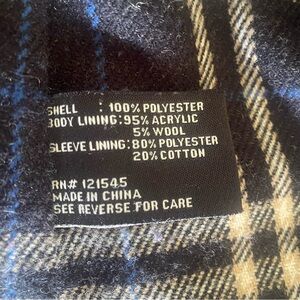 SHELL : 100% POLYESTER
BODY LINING: 95% ACRYLIC
5% WOOL
SLEEVE LINING: 80% POLYESTER
20% COTTON
RN# 121545
MADE IN CHINA
SEE REVERSE FOR CARE